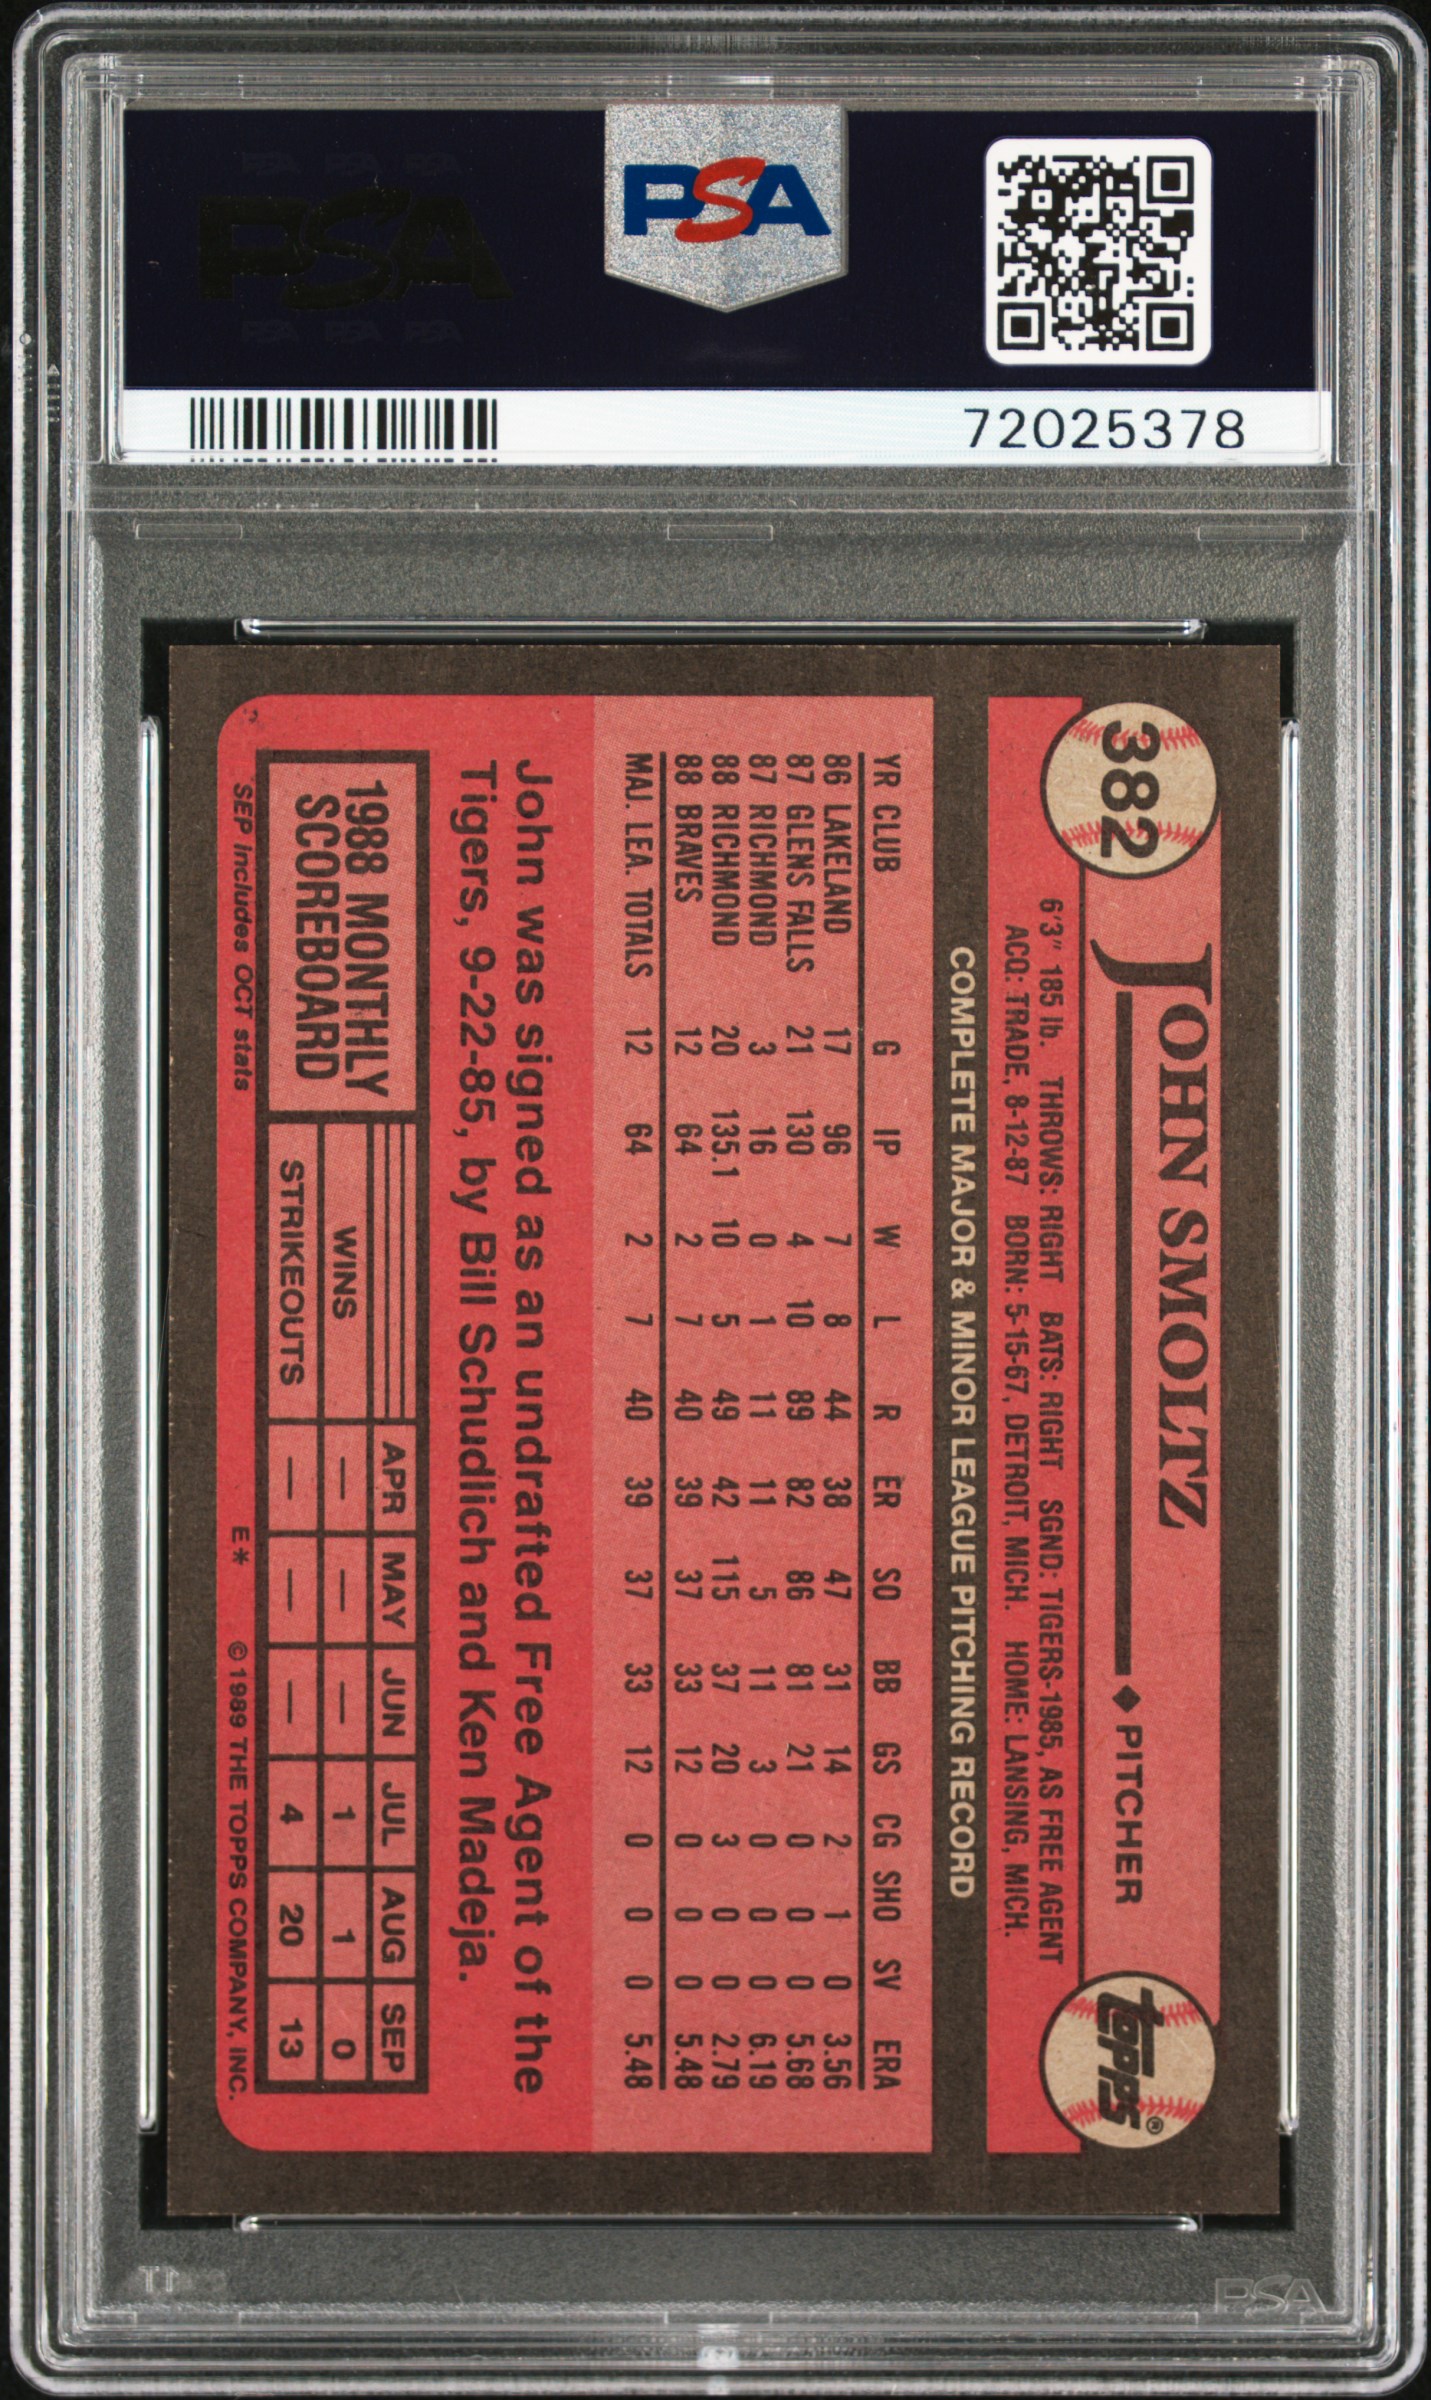 PSA
PSA PSA PSA
PSA
PSA PSA PSA
72025378
382
JOHN SMOLTZ ◆ PITCHER
topps®
6'3" 185 lb. THROWS: RIGHT BATS: RIGHT SGND: TIGERS-1985, AS FREE AGENT
ACQ: TRADE, 8-12-87 BORN: 5-15-67, DETROIT, MICH. HOME: LANSING, MICH.
COMPLETE MAJOR & MINOR LEAGUE PITCHING RECORD
YR CLUB G IP. W L R ER SO BB GS CG SHO SV ERA
86 LAKELAND 17 96 7 8 44 38 47 31 14 2 1 0 3.56
87 GLENS FALLS 21 130 4 10 89 82 86 81 21 0 0 0 5.68
87 RICHMOND 3 16 0 1 11 11 5 11 3 0 0 0 6.19
88 RICHMOND 20 135.1 10 5 49 42 115 37 20 3 0 0 2.79
88 BRAVES 12 64 2 7 40 39 37 33 12 0 0 0 5.48
MAJ. LEA. TOTALS 12 64 2 7 40 39 37 33 12 0 0 0 5.48
John was signed as an undrafted Free Agent of the
Tigers, 9-22-85, by Bill Schudlich and Ken Madeja.
1988 MONTHLY
SCOREBOARD
APR MAY JUN JUL AUG SEP
WINS — — — 1 1 0
STRIKEOUTS — — — 4 20 13
SEP includes OCT stats E* © 1989 THE TOPPS COMPANY, INC.
PSA